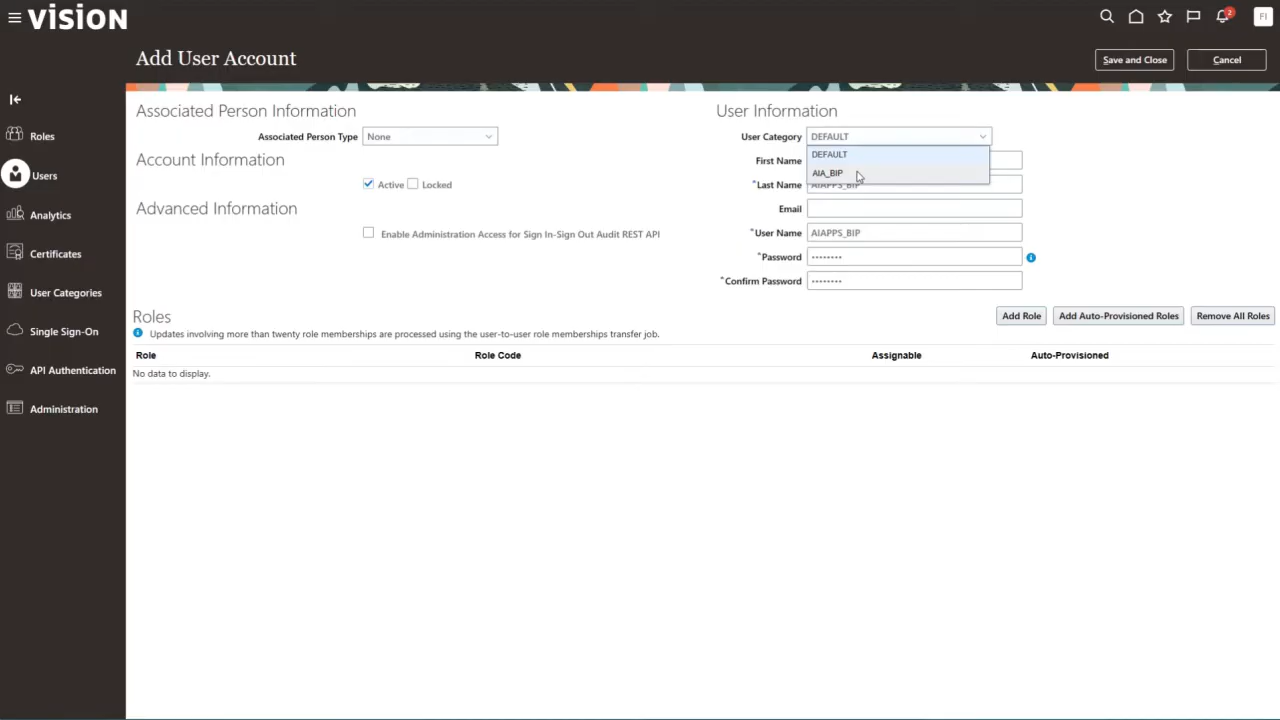 vision
2
FI
Add User Account
Save and Close
Cancel
Associated Person Information
User Information
Associated Person Type
None
User Category
DEFAULT
DEFAULT
AIA_BIP
Account Information
First Name
Active
Locked
*Last Name
AIAPPS_BIP
Advanced Information
Email
Enable Administration Access for Sign In-Sign Out Audit REST API
*User Name
AIAPPS_BIP
*Password
••••••••
*Confirm Password
••••••••
Roles
Users
Analytics
Certificates
User Categories
Single Sign-On
API Authentication
Administration
Roles
Add Role
Add Auto-Provisioned Roles
Remove All Roles
Updates involving more than twenty role memberships are processed using the user-to-user role memberships transfer job.
Role
Role Code
Assignable
Auto-Provisioned
No data to display.